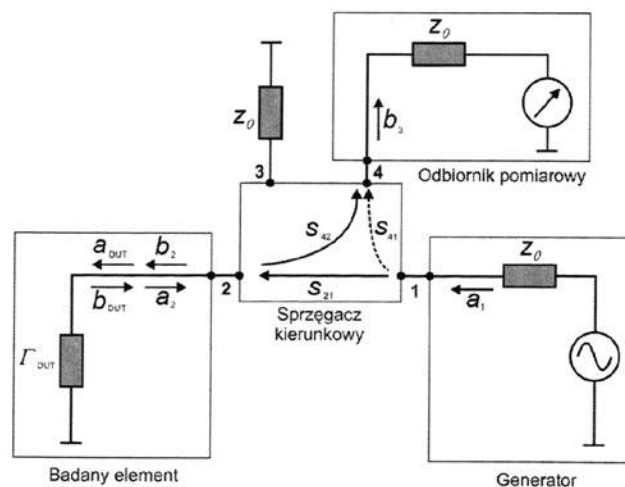 Z0
Z0
b3
3
4
Odbiornik pomiarowy
S42
S41
aDUT
b2
bDUT
a2
2
S21
1
a1
Z0
Sprzęgacz
kierunkowy
ΓDUT
Badany element
Generator